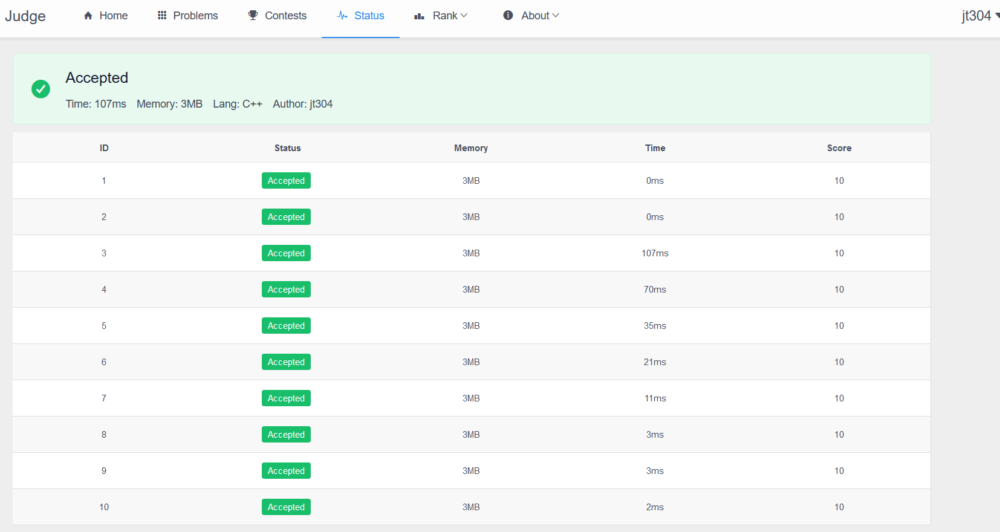 Judge Home Problems Contests Status Rank About jt304
Accepted
Time: 107ms Memory: 3MB Lang: C++ Author: jt304
ID Status Memory Time Score
1 Accepted 3MB 0ms 10
2 Accepted 3MB 0ms 10
3 Accepted 3MB 107ms 10
4 Accepted 3MB 70ms 10
5 Accepted 3MB 35ms 10
6 Accepted 3MB 21ms 10
7 Accepted 3MB 11ms 10
8 Accepted 3MB 3ms 10
9 Accepted 3MB 3ms 10
10 Accepted 3MB 2ms 10